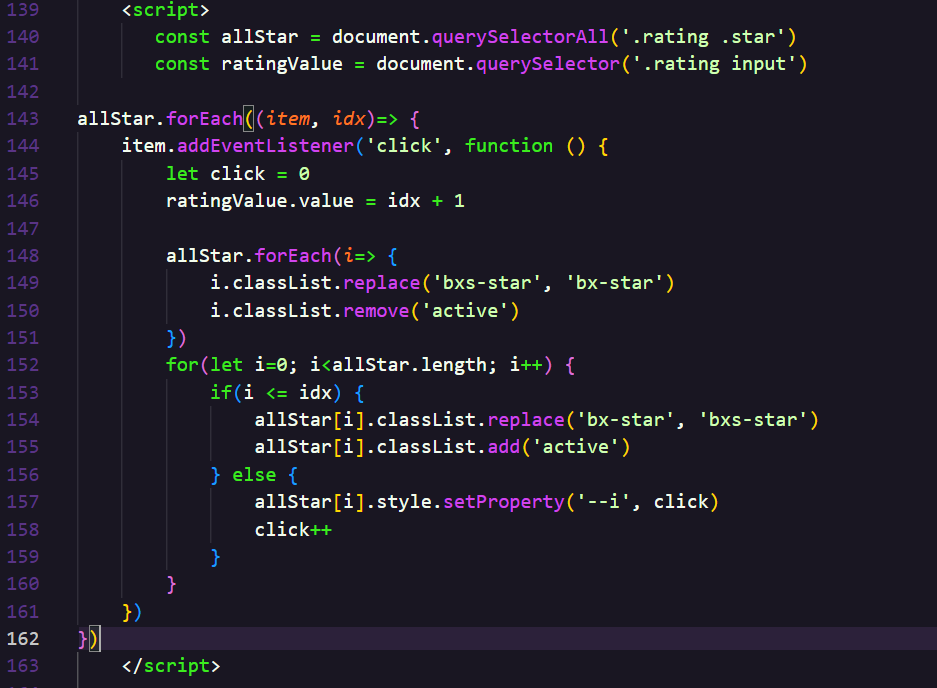 139 <script>
140 const allStar = document.querySelectorAll('.rating .star')
141 const ratingValue = document.querySelector('.rating input')
142
143 allStar.forEach((item, idx)=> {
144 item.addEventListener('click', function () {
145 let click = 0
146 ratingValue.value = idx + 1
147
148 allStar.forEach(i=> {
149 i.classList.replace('bxs-star', 'bx-star')
150 i.classList.remove('active')
151 })
152 for(let i=0; i<allStar.length; i++) {
153 if(i <= idx) {
154 allStar[i].classList.replace('bx-star', 'bxs-star')
155 allStar[i].classList.add('active')
156 } else {
157 allStar[i].style.setProperty('--i', click)
158 click++
159 }
160 }
161 })
162 })
163 </script>